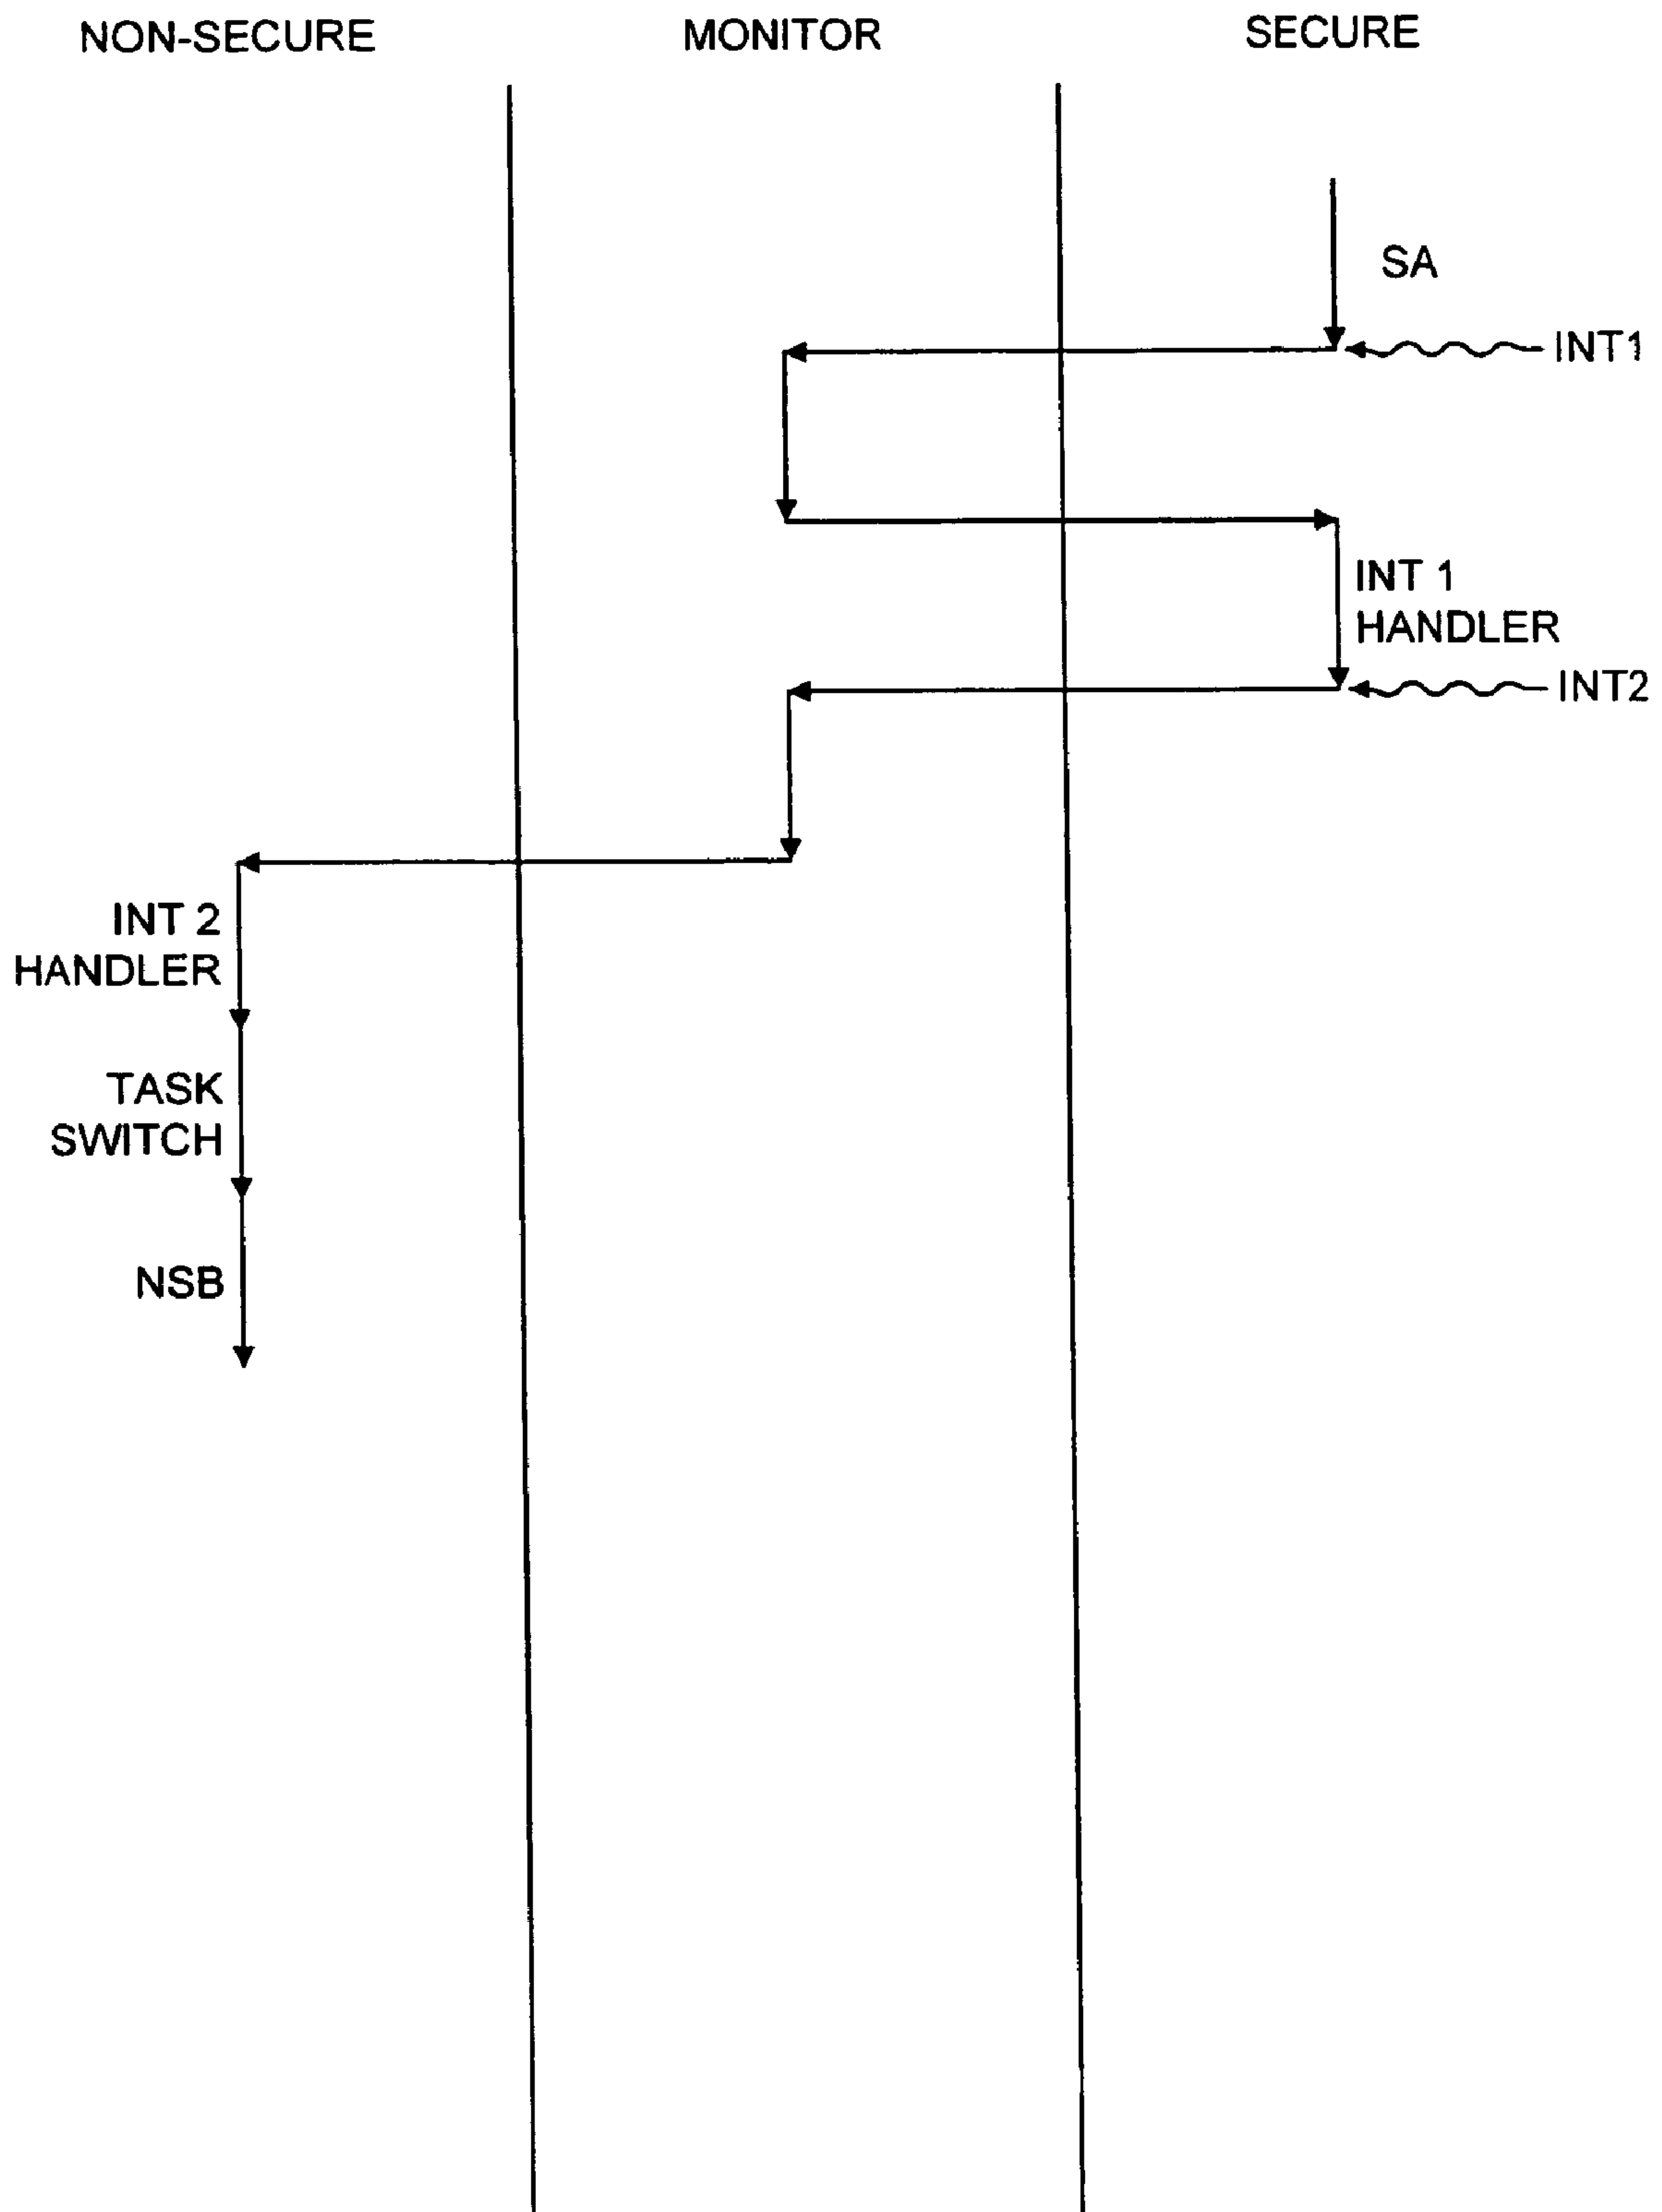 NON-SECURE
MONITOR
SECURE
SA
INT1
INT 1
HANDLER
INT2
INT 2
HANDLER
TASK
SWITCH
NSB